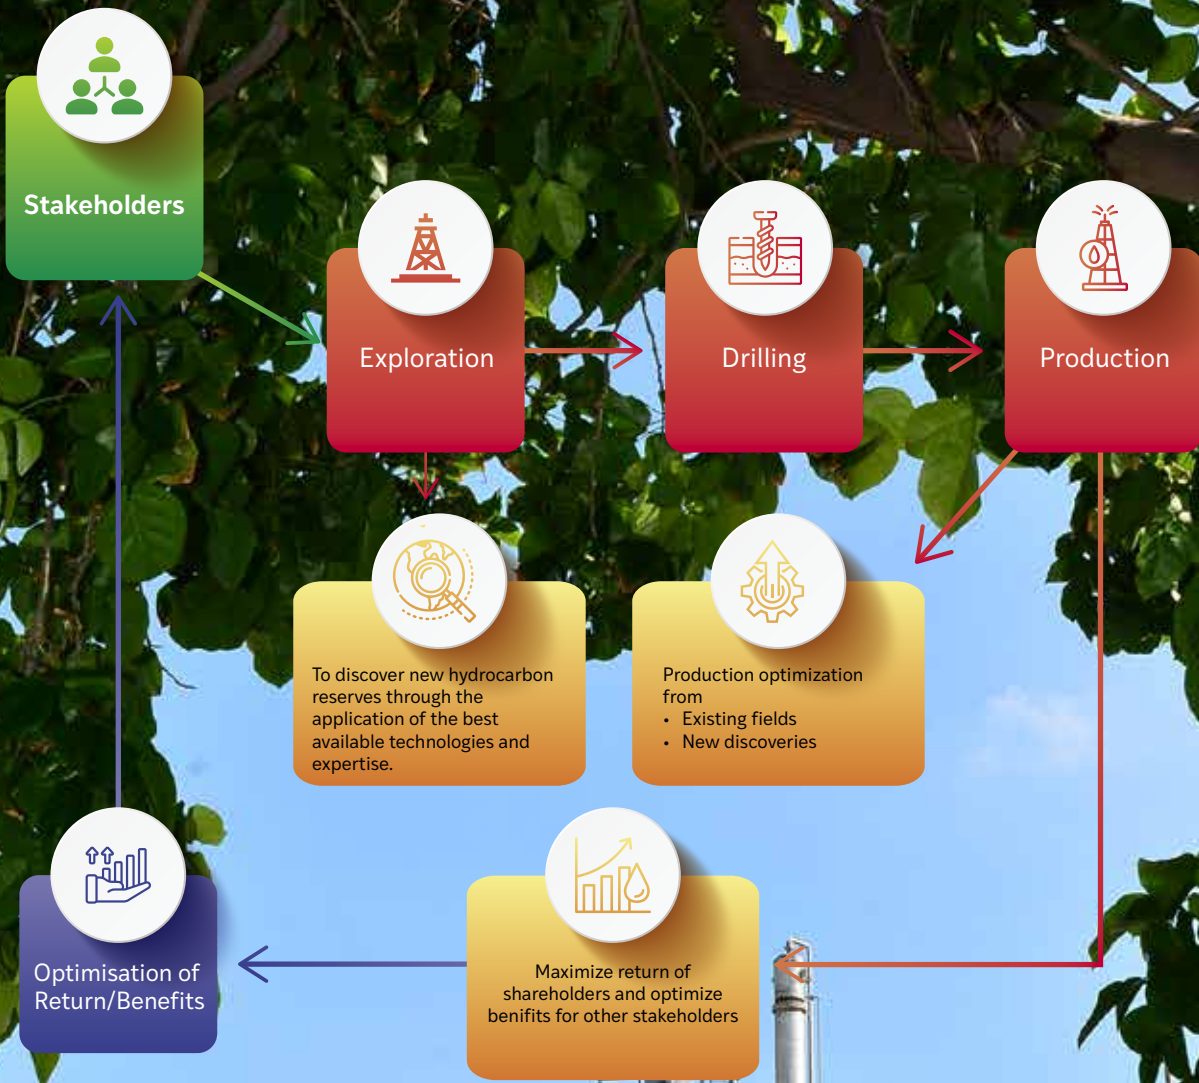 Stakeholders
Exploration
Drilling
Production
To discover new hydrocarbon
reserves through the
application of the best
available technologies and
expertise.
Production optimization
from
• Existing fields
• New discoveries
Optimisation of
Return/Benefits
Maximize return of
shareholders and optimize
benifits for other stakeholders